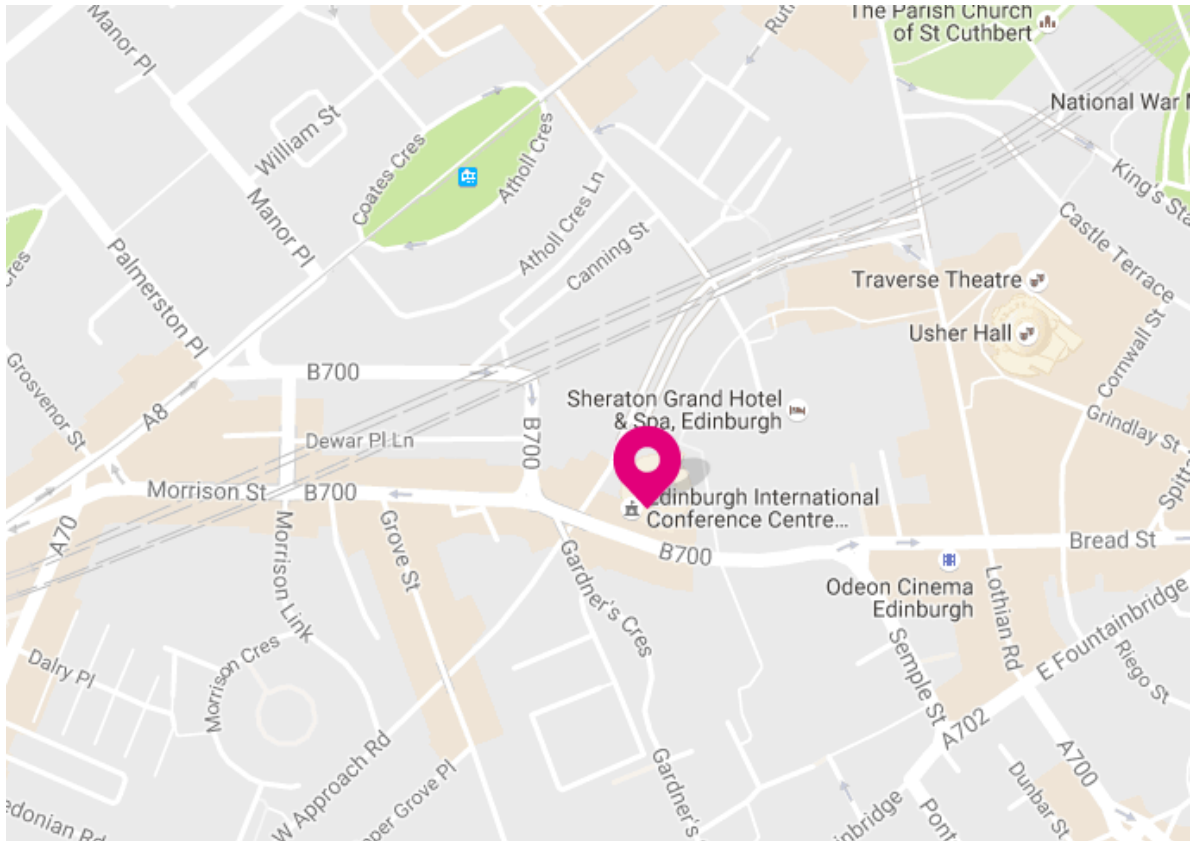 The Parish Church
of St Cuthbert
Manor Pl
National War
William St
Coates Cres
Atholl Cres
King's Sta
Manor Pl
Atholl Cres Ln
Canning St
Castle Terrace
Palmerston Pl
Traverse Theatre
Usher Hall
Cornwall St
Grosvenor St
B700
A8
Sheraton Grand Hotel
& Spa, Edinburgh
Grindlay St
Dewar Pl Ln
B700
Morrison St
B700
Edinburgh International
Conference Centre...
A70
B700
Bread St
Morrison Link
Grove St
Gardner's Cres
Odeon Cinema
Edinburgh
Lothian Rd
E Fountainbridge
Semple St
Riego St
Dalry Pl
Morrison Cres
A702
A700
W Approach Rd
Gardner's
Dunbar St